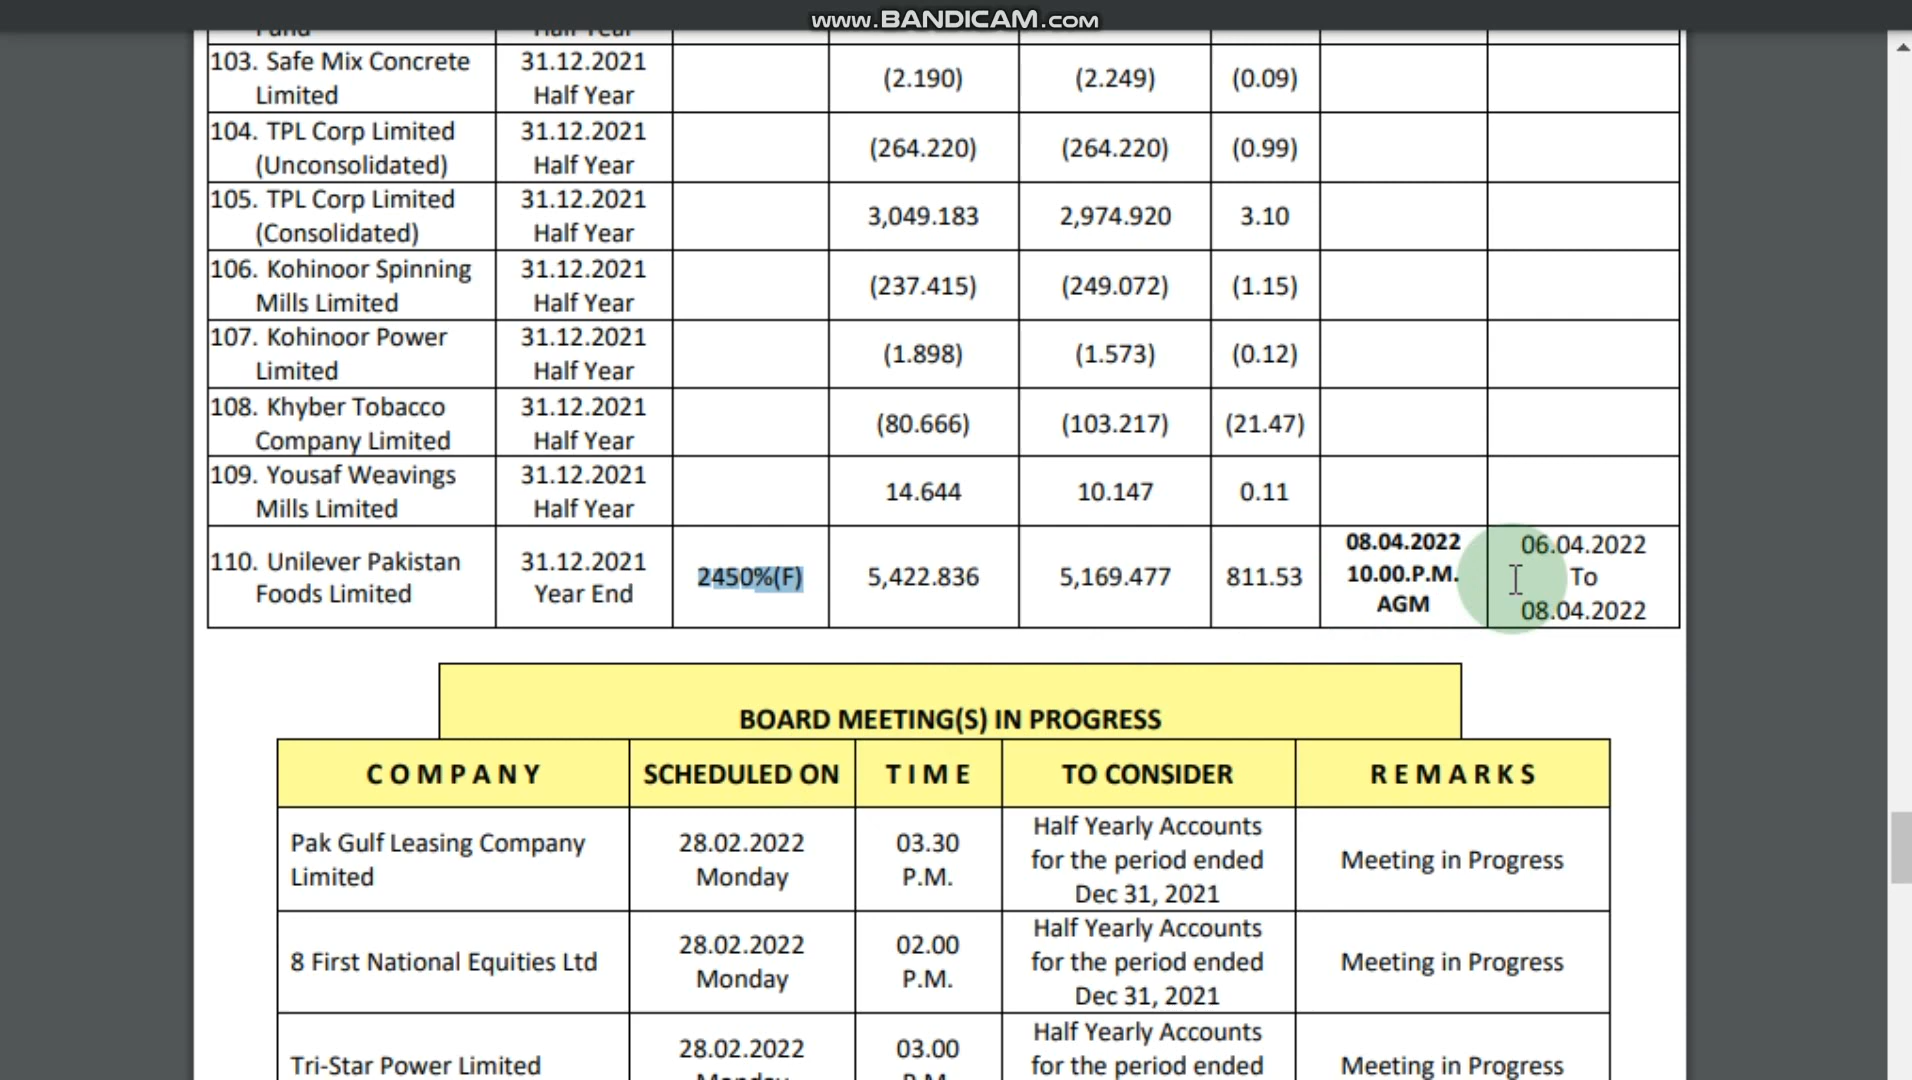 www.BANDICAM.com
Fund Half Year
103. Safe Mix Concrete Limited 31.12.2021 Half Year (2.190) (2.249) (0.09)
104. TPL Corp Limited (Unconsolidated) 31.12.2021 Half Year (264.220) (264.220) (0.99)
105. TPL Corp Limited (Consolidated) 31.12.2021 Half Year 3,049.183 2,974.920 3.10
106. Kohinoor Spinning Mills Limited 31.12.2021 Half Year (237.415) (249.072) (1.15)
107. Kohinoor Power Limited 31.12.2021 Half Year (1.898) (1.573) (0.12)
108. Khyber Tobacco Company Limited 31.12.2021 Half Year (80.666) (103.217) (21.47)
109. Yousaf Weavings Mills Limited 31.12.2021 Half Year 14.644 10.147 0.11
110. Unilever Pakistan Foods Limited 31.12.2021 Year End 2450%(F) 5,422.836 5,169.477 811.53 08.04.2022 10.00.P.M. AGM 06.04.2022 To 08.04.2022
BOARD MEETING(S) IN PROGRESS
COMPANY SCHEDULED ON TIME TO CONSIDER REMARKS
Pak Gulf Leasing Company Limited 28.02.2022 Monday 03.30 P.M. Half Yearly Accounts for the period ended Dec 31, 2021 Meeting in Progress
8 First National Equities Ltd 28.02.2022 Monday 02.00 P.M. Half Yearly Accounts for the period ended Dec 31, 2021 Meeting in Progress
Tri-Star Power Limited 28.02.2022 Monday 03.00 P.M. Half Yearly Accounts for the period ended Meeting in Progress